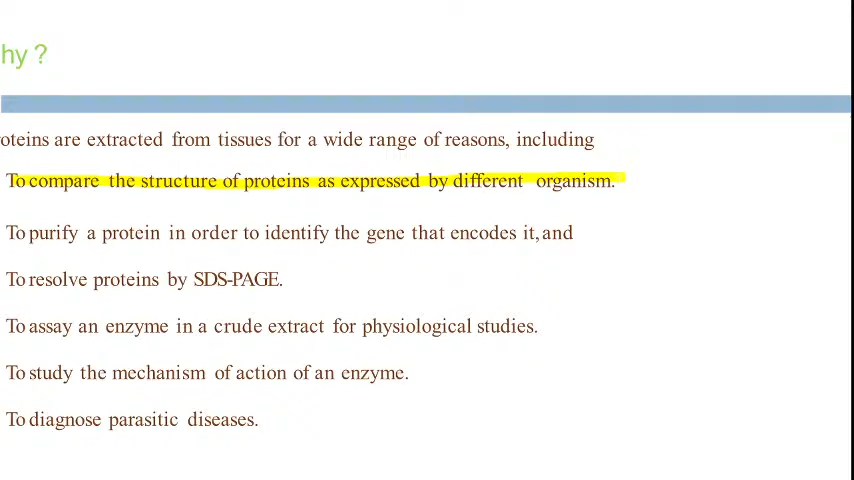 hy ?
roteins are extracted from tissues for a wide range of reasons, including
To compare the structure of proteins as expressed by different organism.
To purify a protein in order to identify the gene that encodes it, and
To resolve proteins by SDS-PAGE.
To assay an enzyme in a crude extract for physiological studies.
To study the mechanism of action of an enzyme.
To diagnose parasitic diseases.